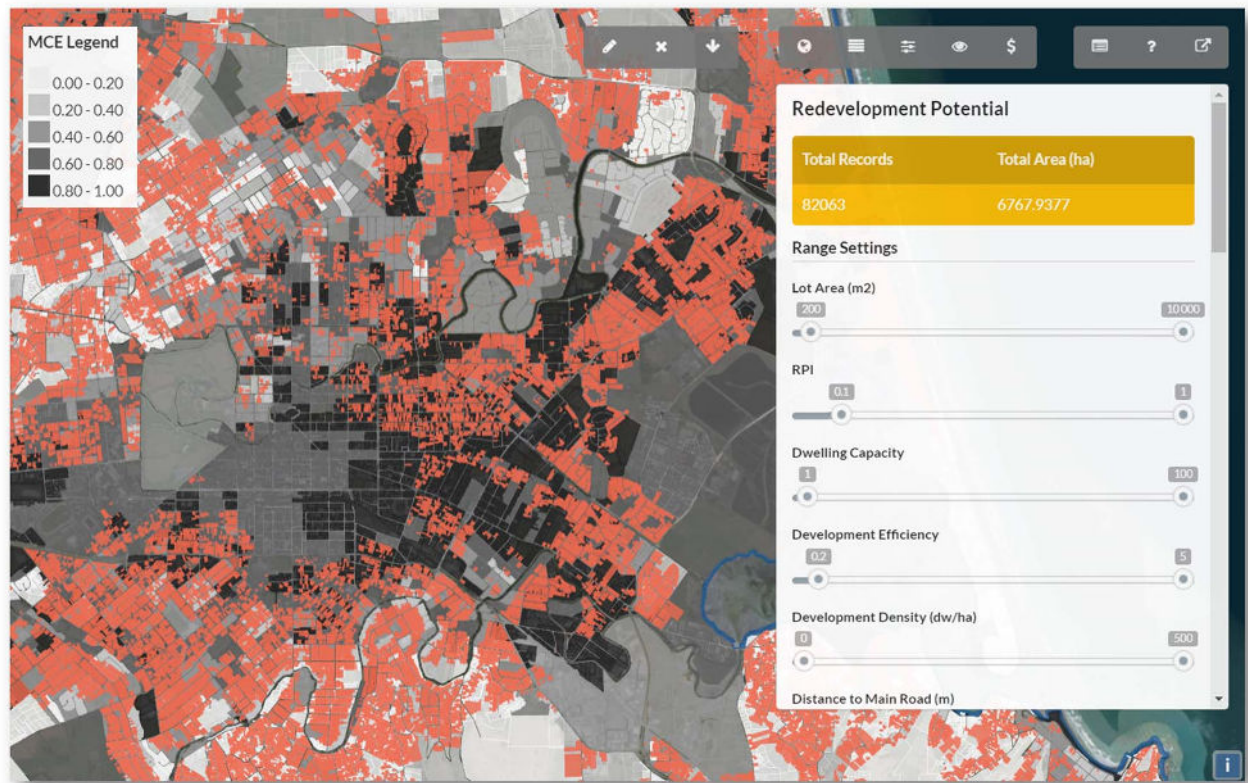 MCE Legend
0.00 - 0.20
0.20 - 0.40
0.40 - 0.60
0.60 - 0.80
0.80 - 1.00
$
?
Redevelopment Potential
Total Records Total Area (ha)
82063 6767.9377
Range Settings
Lot Area (m2)
200 10 000
RPI
0.1 1
Dwelling Capacity
1 100
Development Efficiency
0.2 5
Development Density (dw/ha)
0 500
Distance to Main Road (m)
i